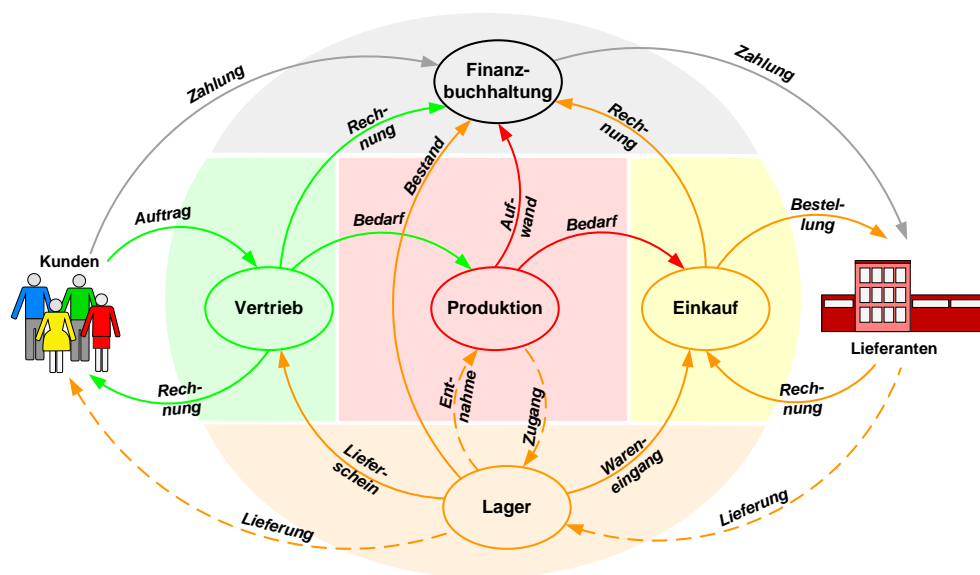 Zahlung
Finanz-
buchhaltung
Zahlung
Rech-
nung
Bestand
Rech-
nung
Auftrag
Bedarf
Auf-
wand
Bedarf
Bestel-
lung
Kunden
Vertrieb
Produktion
Einkauf
Lieferanten
Rech-
nung
Ent-
nahme
Zugang
Rech-
nung
Liefer-
schein
Waren-
eingang
Lager
Lieferung
Lieferung